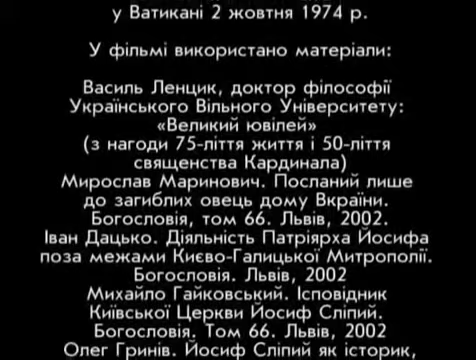 у Ватикані 2 жовтня 1974 р.
У фільмі використано матеріали:
Василь Ленцик, доктор філософії
Українського Вільного Університету:
«Великий ювілей»
(з нагоди 75-ліття життя і 50-ліття
священства Кардинала)
Мирослав Маринович. Посланий лише
до загиблих овець дому Вкраїни.
Богословія, том 66. Львів, 2002.
Іван Дацько. Діяльність Патріярха Йосифа
поза межами Києво-Галицької Митрополії.
Богословія. Львів, 2002
Михайло Гайковський. Ісповідник
Київської Церкви Йосиф Сліпий.
Богословія. Том 66. Львів, 2002
Олег Гринів. Йосиф Сліпий як історик,